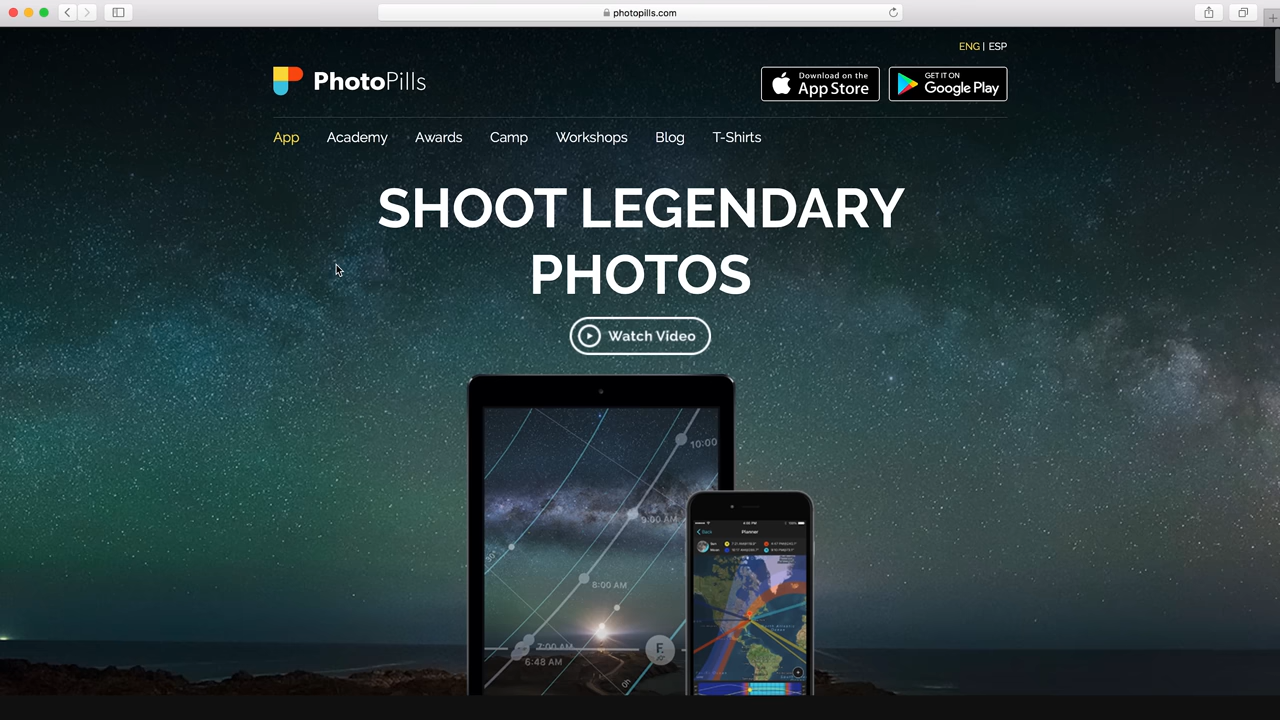 photopills.com
ENG | ESP
PhotoPills
Download on the
App Store
GET IT ON
Google Play
App Academy Awards Camp Workshops Blog T-Shirts
SHOOT LEGENDARY
PHOTOS
Watch Video
10:00
9:00 AM
8:00 AM
7:00 AM
6:48 AM
Back
Planner